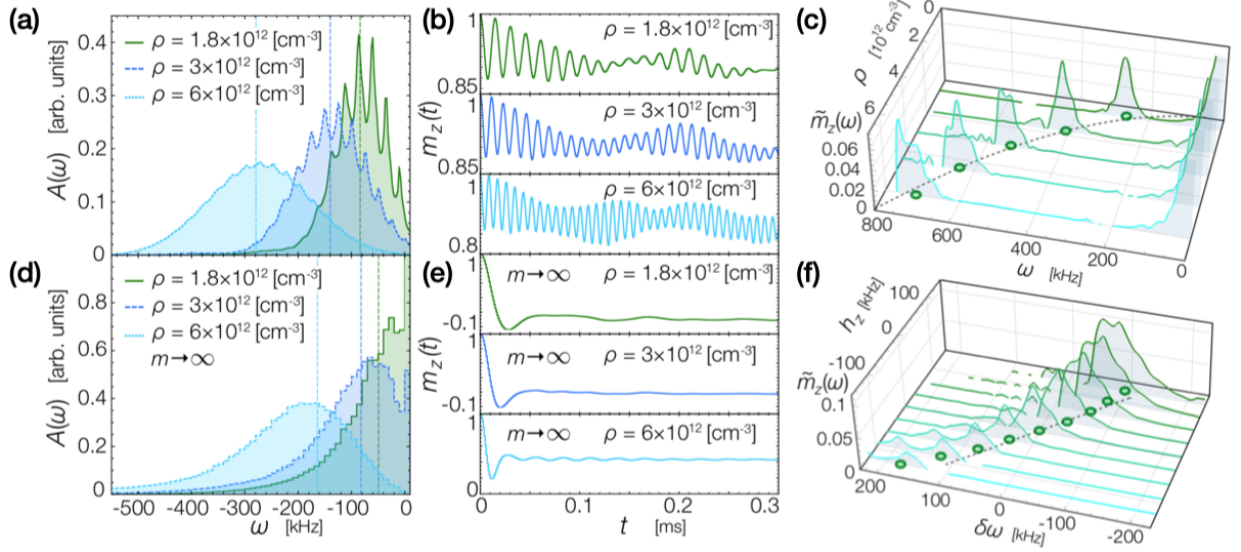 (a)
A(ω) [arb. units]
0.4
0.3
0.2
0.1
0
ρ = 1.8×10¹² [cm⁻³]
ρ = 3×10¹² [cm⁻³]
ρ = 6×10¹² [cm⁻³]
(b)
m_z(t)
1
0.85
1
0.85
1
0.8
ρ = 1.8×10¹² [cm⁻³]
ρ = 3×10¹² [cm⁻³]
ρ = 6×10¹² [cm⁻³]
(c)
ρ [10¹² cm⁻³]
0
2
4
6
m̃_z(ω)
0.06
0.04
0.02
0
800
600
400
200
0
ω [kHz]
(d)
A(ω) [arb. units]
0.8
0.6
0.4
0.2
0
ρ = 1.8×10¹² [cm⁻³]
ρ = 3×10¹² [cm⁻³]
ρ = 6×10¹² [cm⁻³]
m→∞
-500 -400 -300 -200 -100 0
ω [kHz]
(e)
m_z(t)
1
-0.1
1
-0.1
1
0
m→∞ ρ = 1.8×10¹² [cm⁻³]
m→∞ ρ = 3×10¹² [cm⁻³]
m→∞ ρ = 6×10¹² [cm⁻³]
0 0.1 0.2 0.3
t [ms]
(f)
h_z [kHz]
100
0
-100
m̃_z(ω)
0.1
0.05
0
200
100
0
-100
-200
δω [kHz]